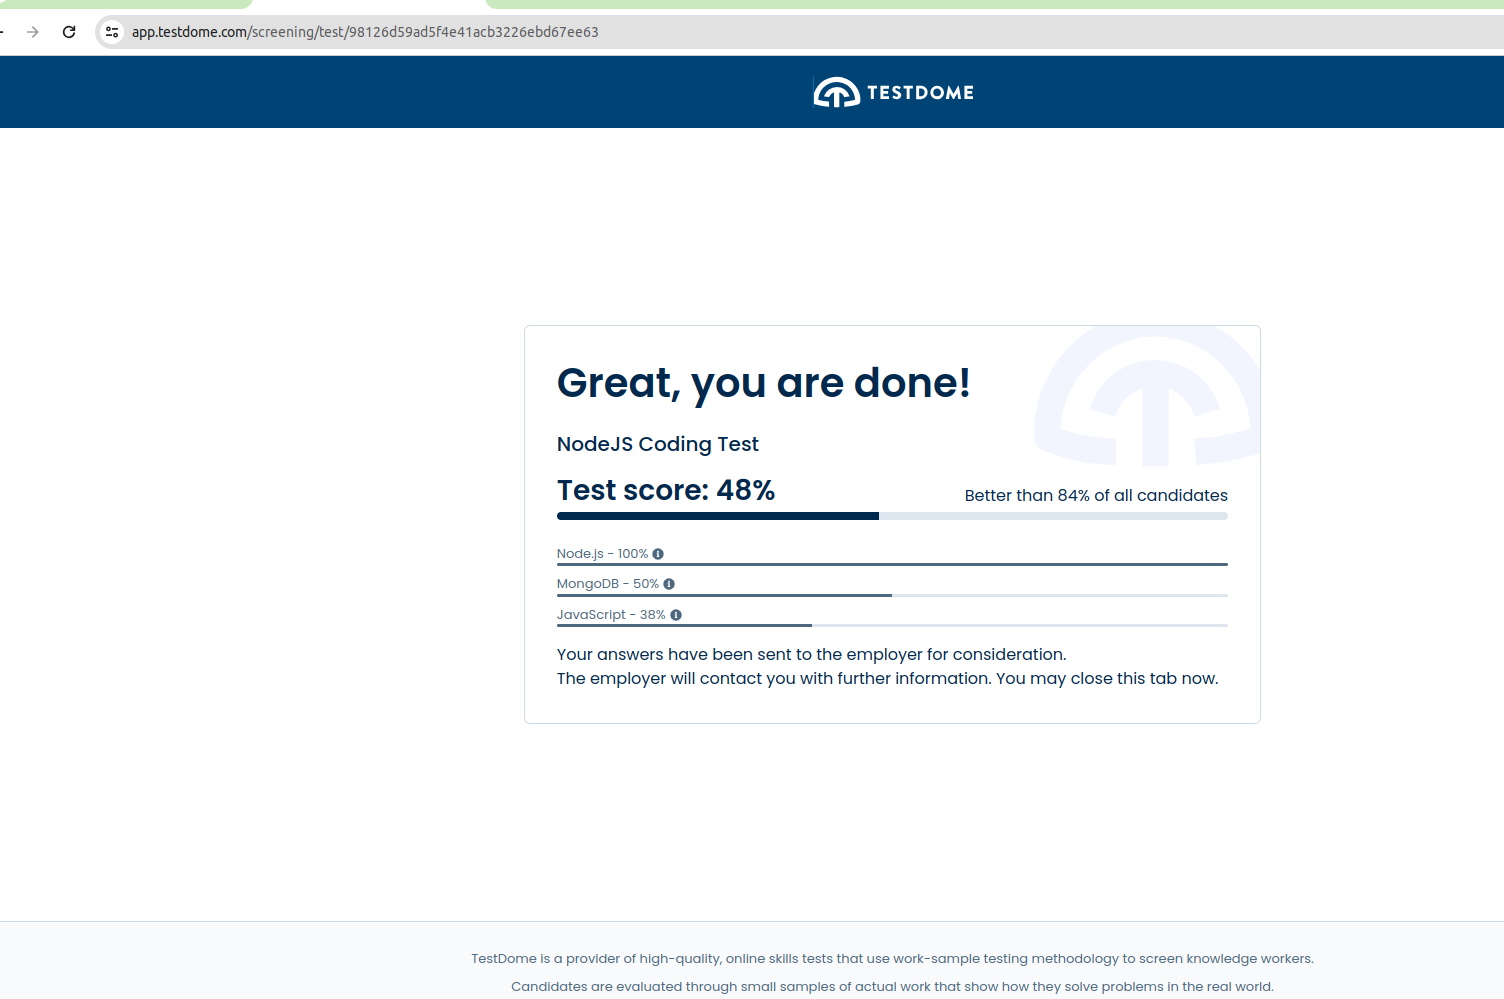 app.testdome.com/screening/test/98126d59ad5f4e41acb3226ebd67ee63
TESTDOME
Great, you are done!
NodeJS Coding Test
Test score: 48%
Better than 84% of all candidates
Node.js - 100%
MongoDB - 50%
JavaScript - 38%
Your answers have been sent to the employer for consideration.
The employer will contact you with further information. You may close this tab now.
TestDome is a provider of high-quality, online skills tests that use work-sample testing methodology to screen knowledge workers.
Candidates are evaluated through small samples of actual work that show how they solve problems in the real world.